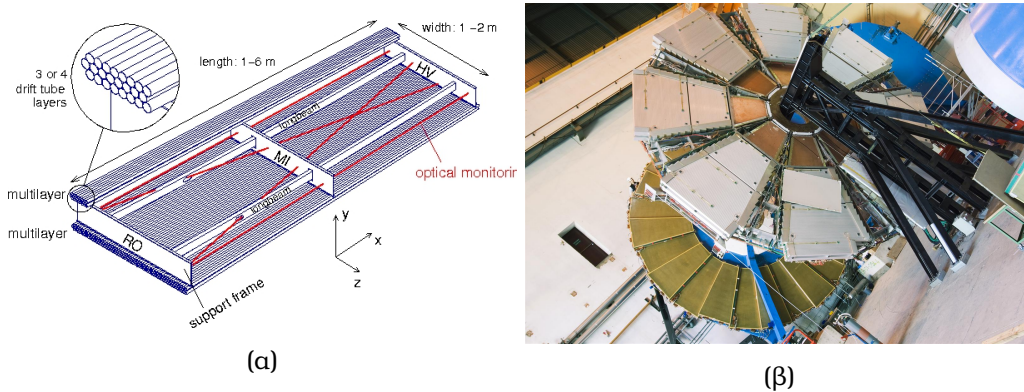 width: 1 –2 m
length: 1–6 m
3 or 4
drift tube
layers
HV
longbeam
MI
optical monitorin
multilayer
longbeam
multilayer
RO
y
x
z
support frame
(α)
(β)